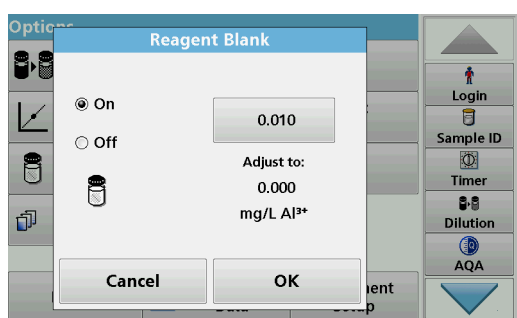 Options
Reagent Blank
On
Off
0.010
Adjust to:
0.000
mg/L Al³⁺
Cancel
OK
Login
Sample ID
Timer
Dilution
AQA